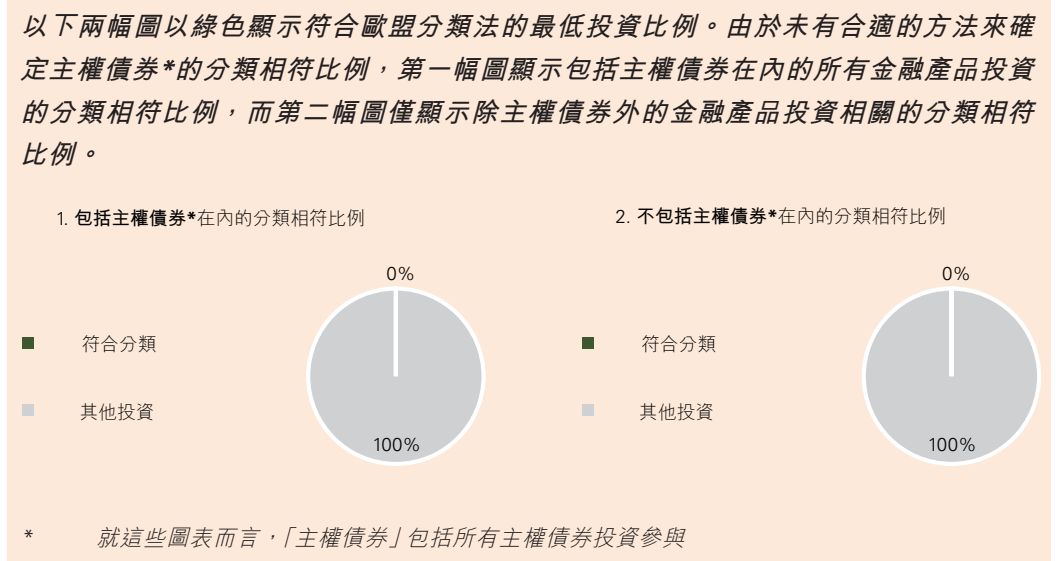 以下兩幅圖以綠色顯示符合歐盟分類法的最低投資比例。由於未有合適的方法來確
定主權債券*的分類相符比例，第一幅圖顯示包括主權債券在內的所有金融產品投資
的分類相符比例，而第二幅圖僅顯示除主權債券外的金融產品投資相關的分類相符
比例。
1. 包括主權債券*在內的分類相符比例
0%
符合分類
其他投資
100%
2. 不包括主權債券*在內的分類相符比例
0%
符合分類
其他投資
100%
* 就這些圖表而言，「主權債券」包括所有主權債券投資參與